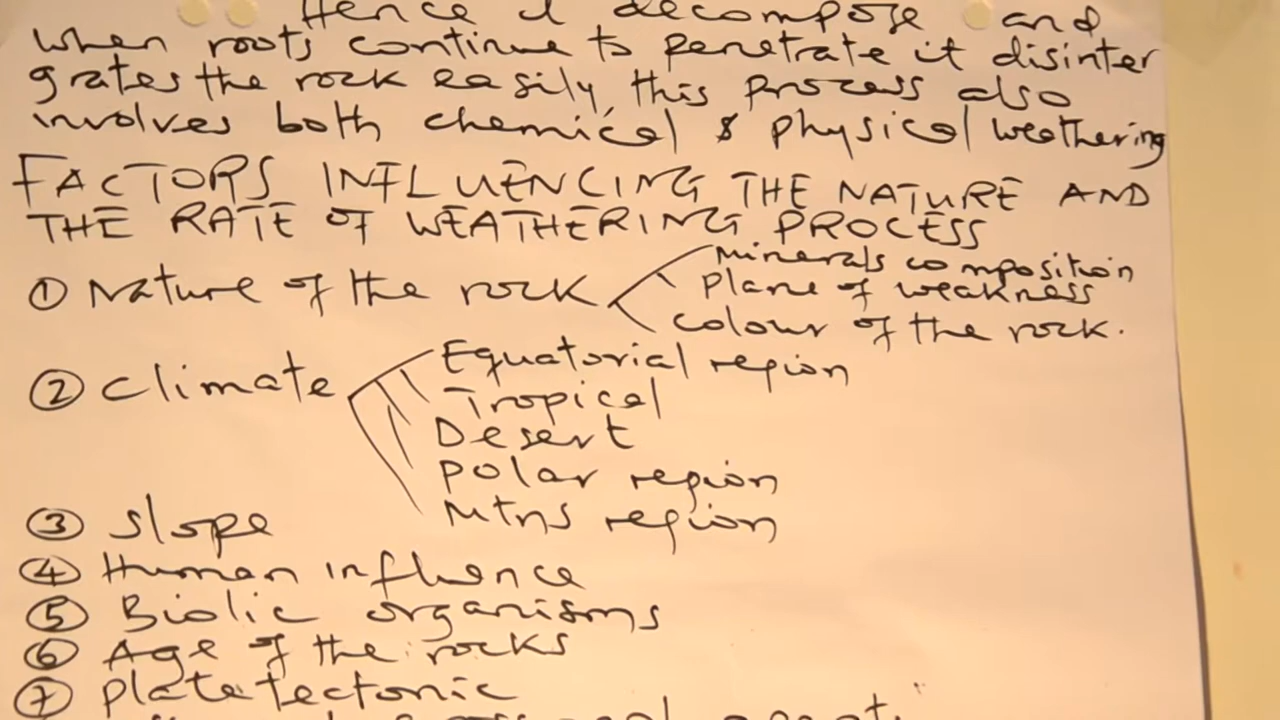 Hence it decompose and
when roots continue to penetrate it disinter
grates the rock easily, this process also
involves both chemical & physical weathering
FACTORS INFLUENCING THE NATURE AND
THE RATE OF WEATHERING PROCESS
① Nature of the rock
Minerals composition
Plane of weakness
colour of the rock.
② Climate
Equatorial region
Tropical
Desert
Polar region
Mtns region
③ Slope
④ Human influence
⑤ Biolic organisms
⑥ Age of the rocks
⑦ Plate tectonic